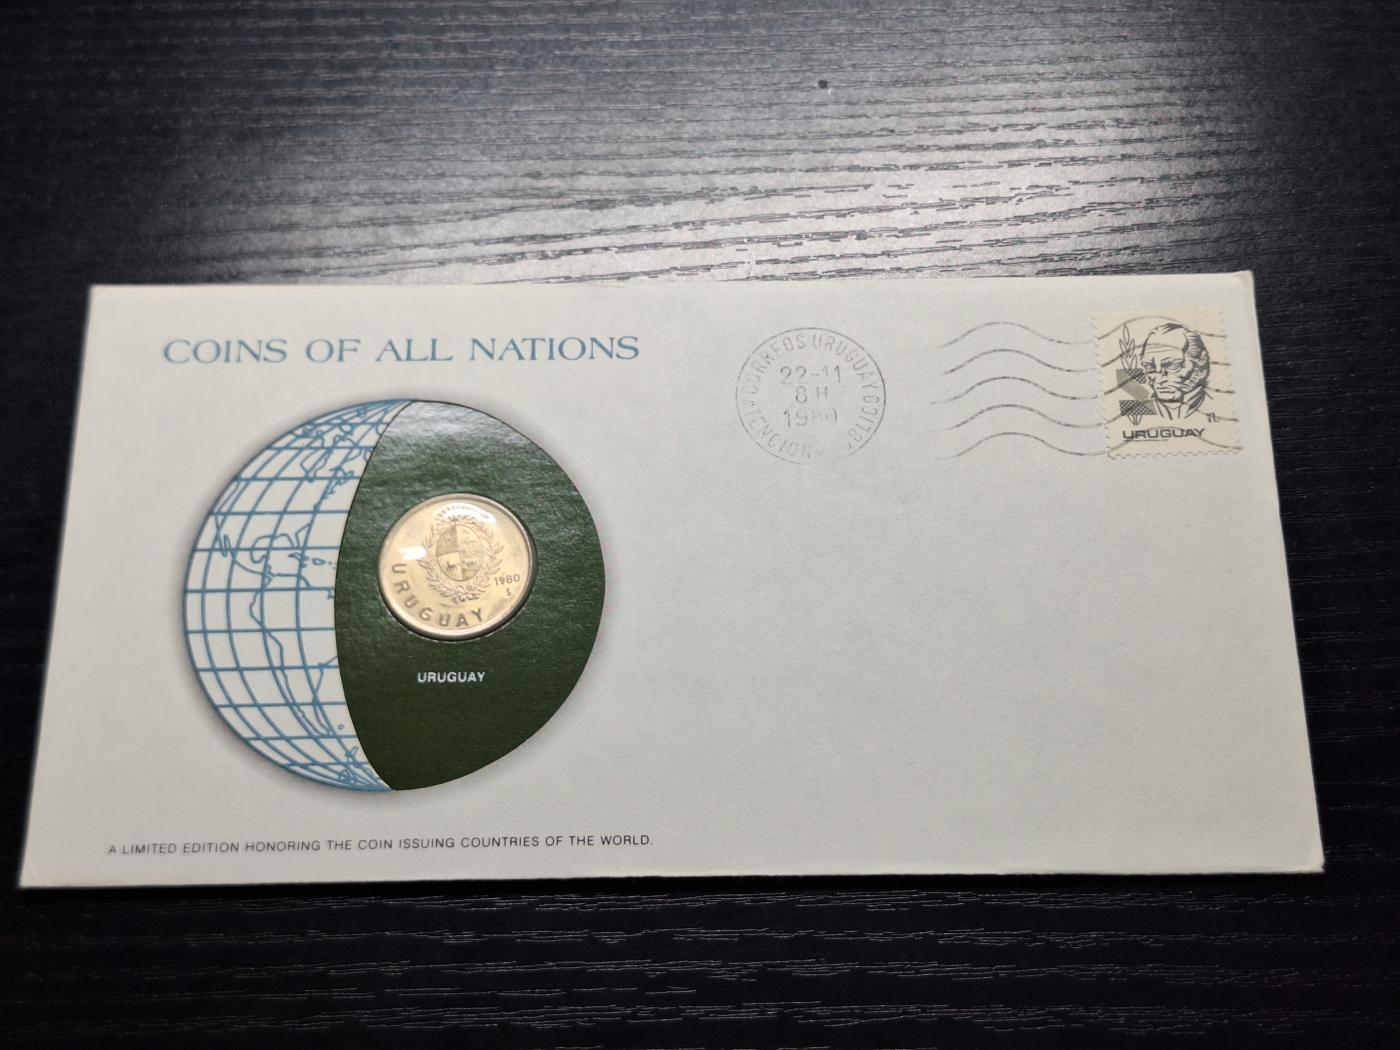 COINS OF ALL NATIONS
CORREOS URUGUAY
22-11
8 H
1980
ATENCION
URUGUAY
URUGUAY
1980
URUGUAY
A LIMITED EDITION HONORING THE COIN ISSUING COUNTRIES OF THE WORLD.